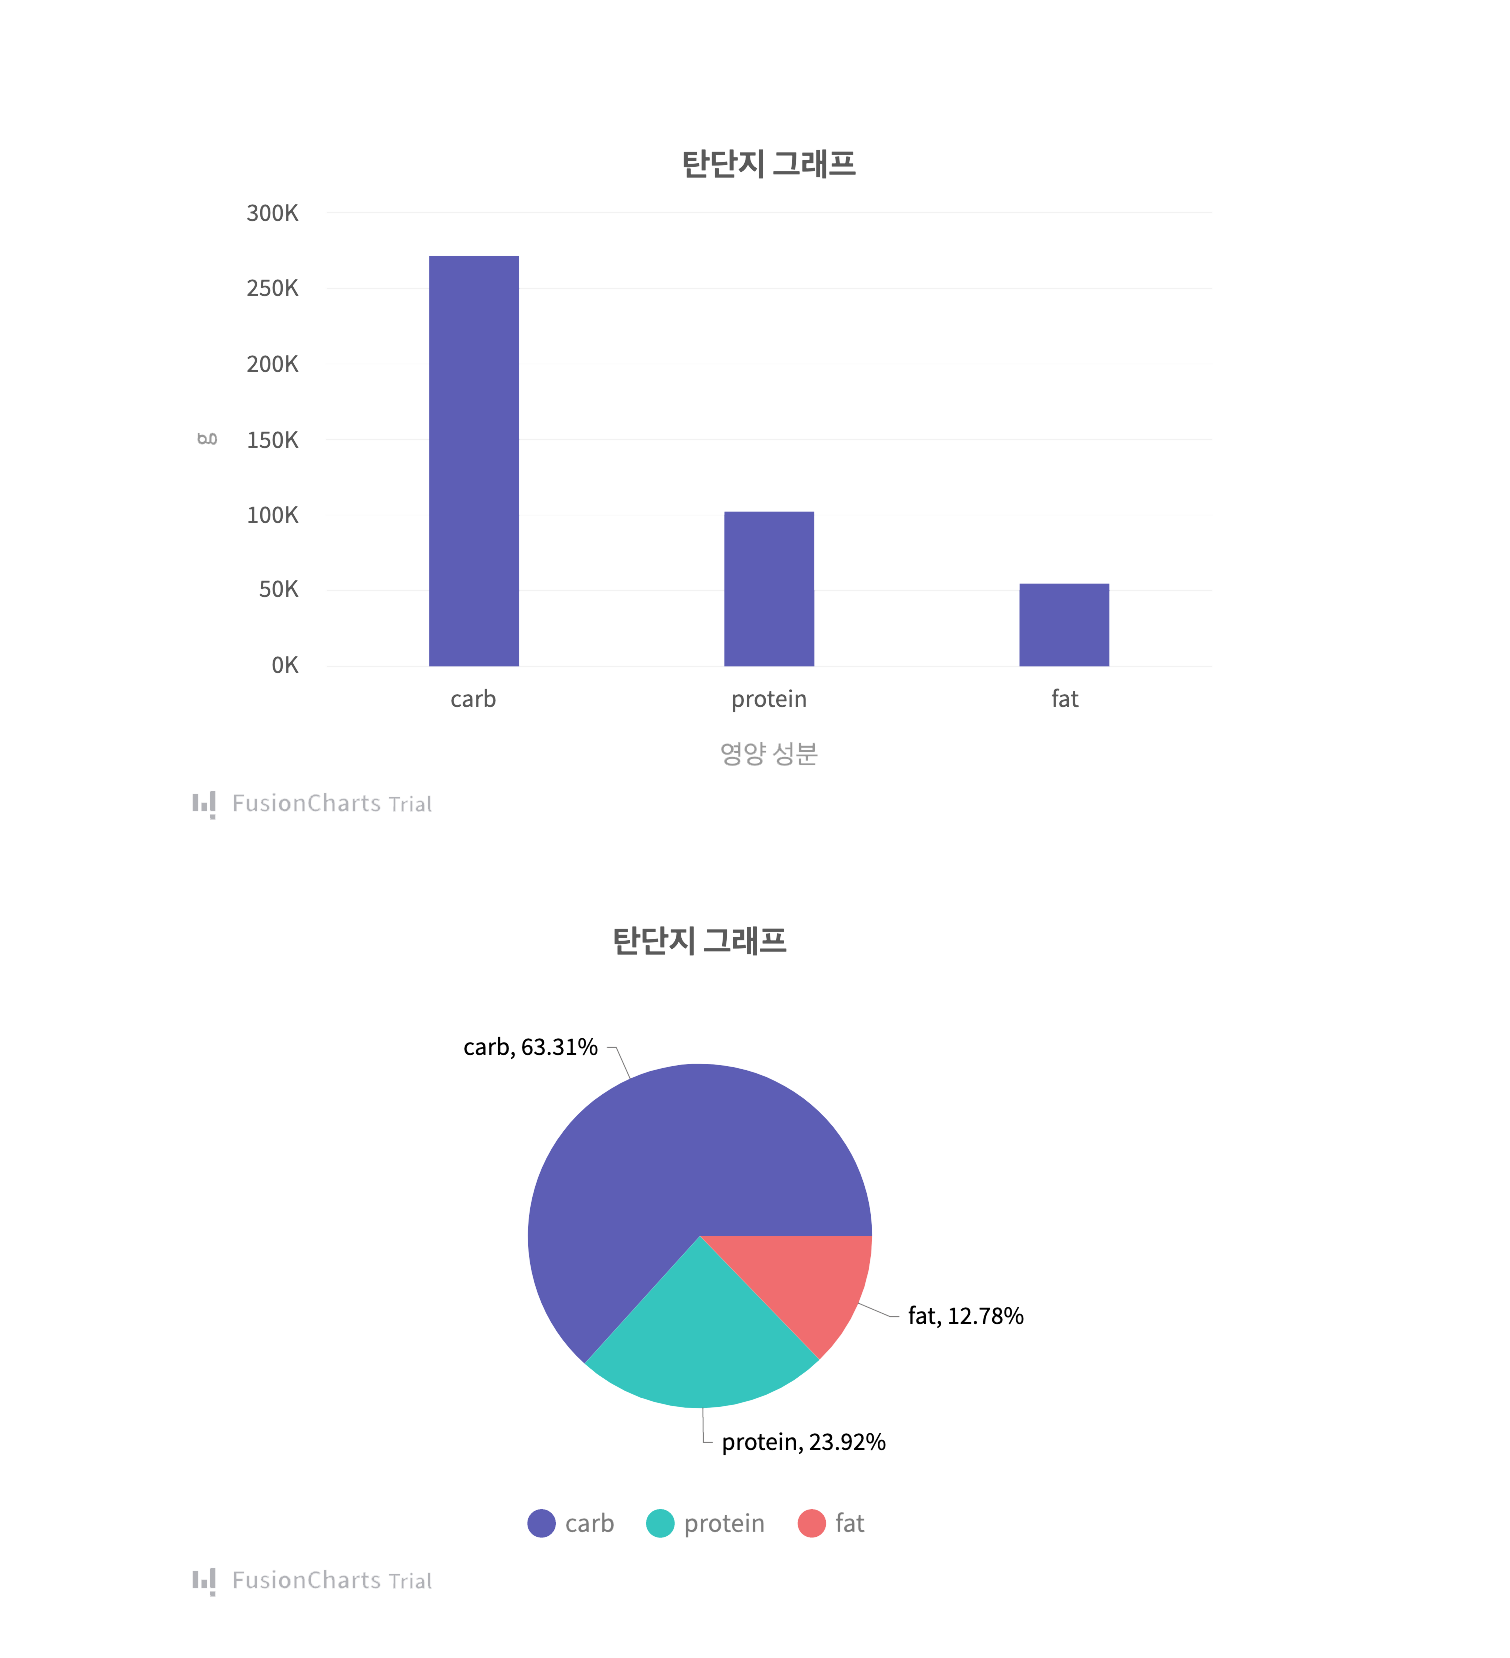 탄단지 그래프
300K
250K
200K
150K
100K
50K
0K
g
carb protein fat
영양 성분
FusionCharts Trial
탄단지 그래프
carb, 63.31%
fat, 12.78%
protein, 23.92%
carb protein fat
FusionCharts Trial